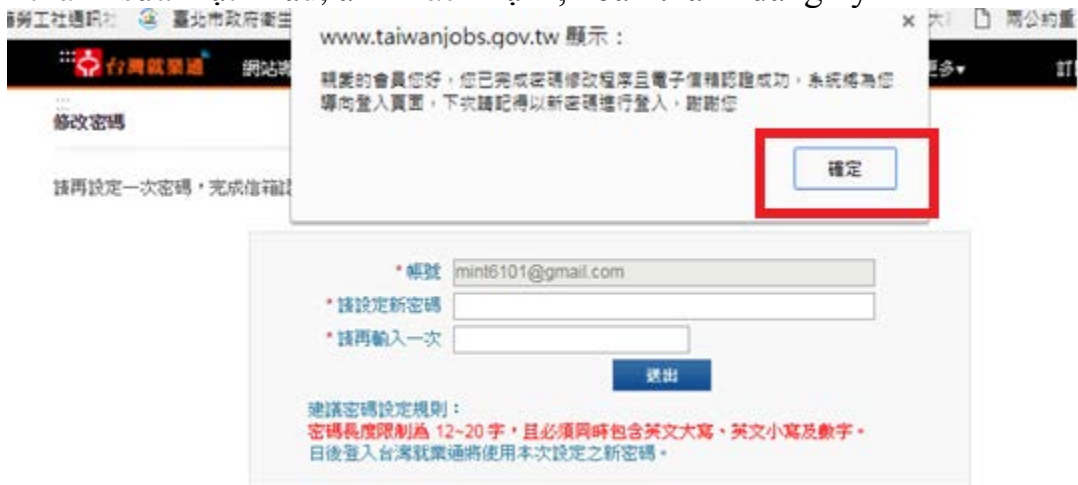 臺北市政府衛生
兩公約重
www.taiwanjobs.gov.tw 顯示：
台灣就業通
親愛的會員您好，您已完成密碼修改程序且電子信箱認證成功，系統將為您
導向登入頁面，下次請記得以新密碼進行登入，謝謝您
修改密碼
確定
請再設定一次密碼，完成信箱認
*帳號 mint6101@gmail.com
*請設定新密碼
*請再輸入一次
送出
建議密碼設定規則：
密碼長度限制為 12~20 字，且必須同時包含英文大寫、英文小寫及數字。
日後登入台灣就業通將使用本次設定之新密碼。